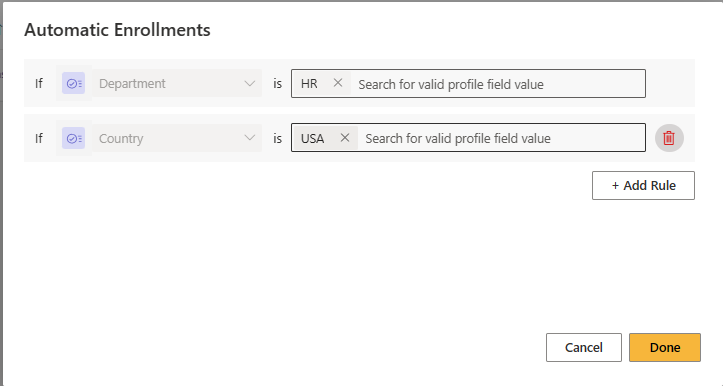 Automatic Enrollments
If Department is HR × Search for valid profile field value
If Country is USA × Search for valid profile field value
+ Add Rule
Cancel Done